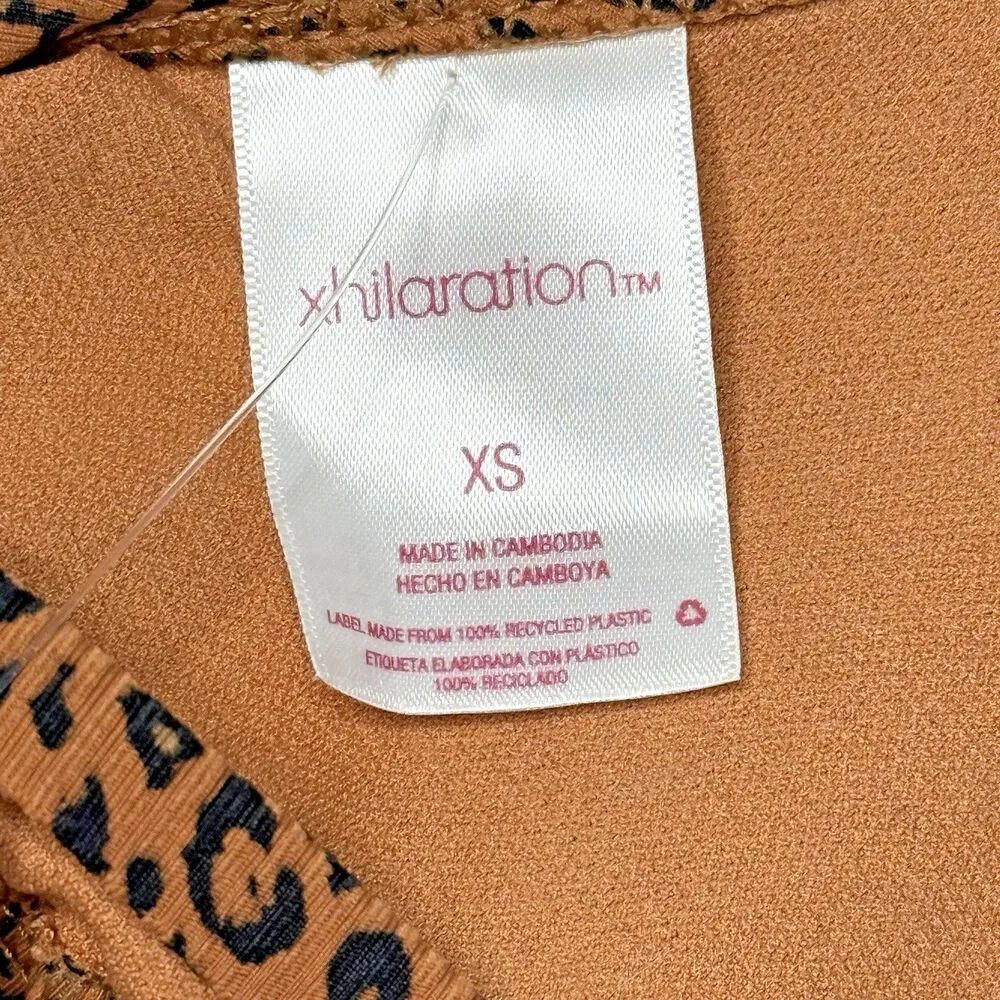 xhilaration™
XS
MADE IN CAMBODIA
HECHO EN CAMBOYA
LABEL MADE FROM 100% RECYCLED PLASTIC
ETIQUETA ELABORADA CON PLÁSTICO
100% RECICLADO